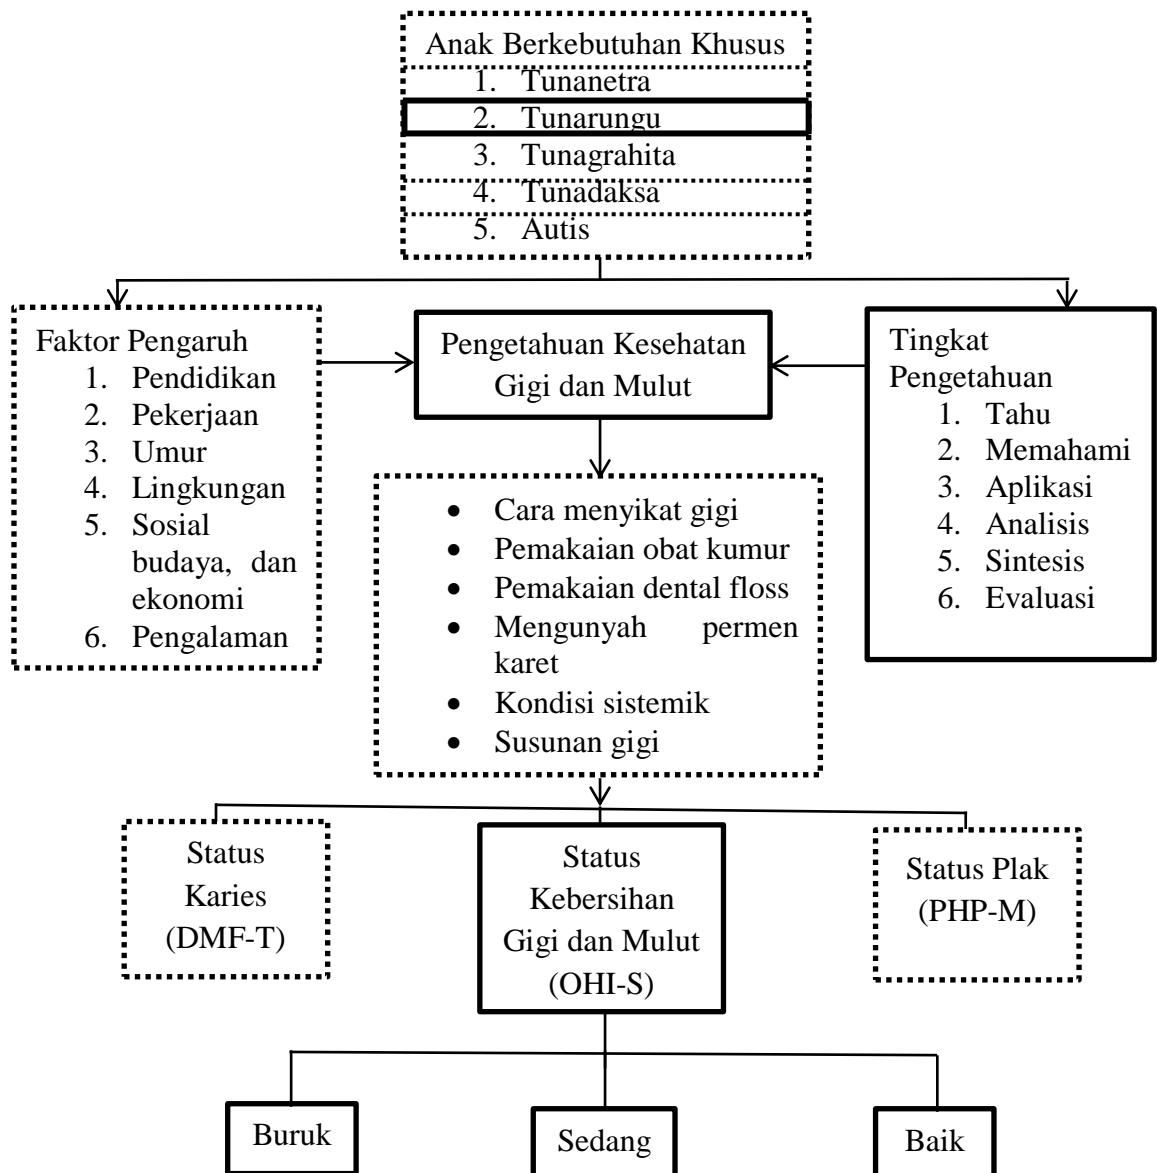 Anak Berkebutuhan Khusus
1. Tunanetra
2. Tunarungu
3. Tunagrahita
4. Tunadaksa
5. Autis
Faktor Pengaruh
1. Pendidikan
2. Pekerjaan
3. Umur
4. Lingkungan
5. Sosial
budaya, dan
ekonomi
6. Pengalaman
Pengetahuan Kesehatan
Gigi dan Mulut
Tingkat
Pengetahuan
1. Tahu
2. Memahami
3. Aplikasi
4. Analisis
5. Sintesis
6. Evaluasi
• Cara menyikat gigi
• Pemakaian obat kumur
• Pemakaian dental floss
• Mengunyah permen
karet
• Kondisi sistemik
• Susunan gigi
Status
Karies
(DMF-T)
Status
Kebersihan
Gigi dan Mulut
(OHI-S)
Status Plak
(PHP-M)
Buruk
Sedang
Baik